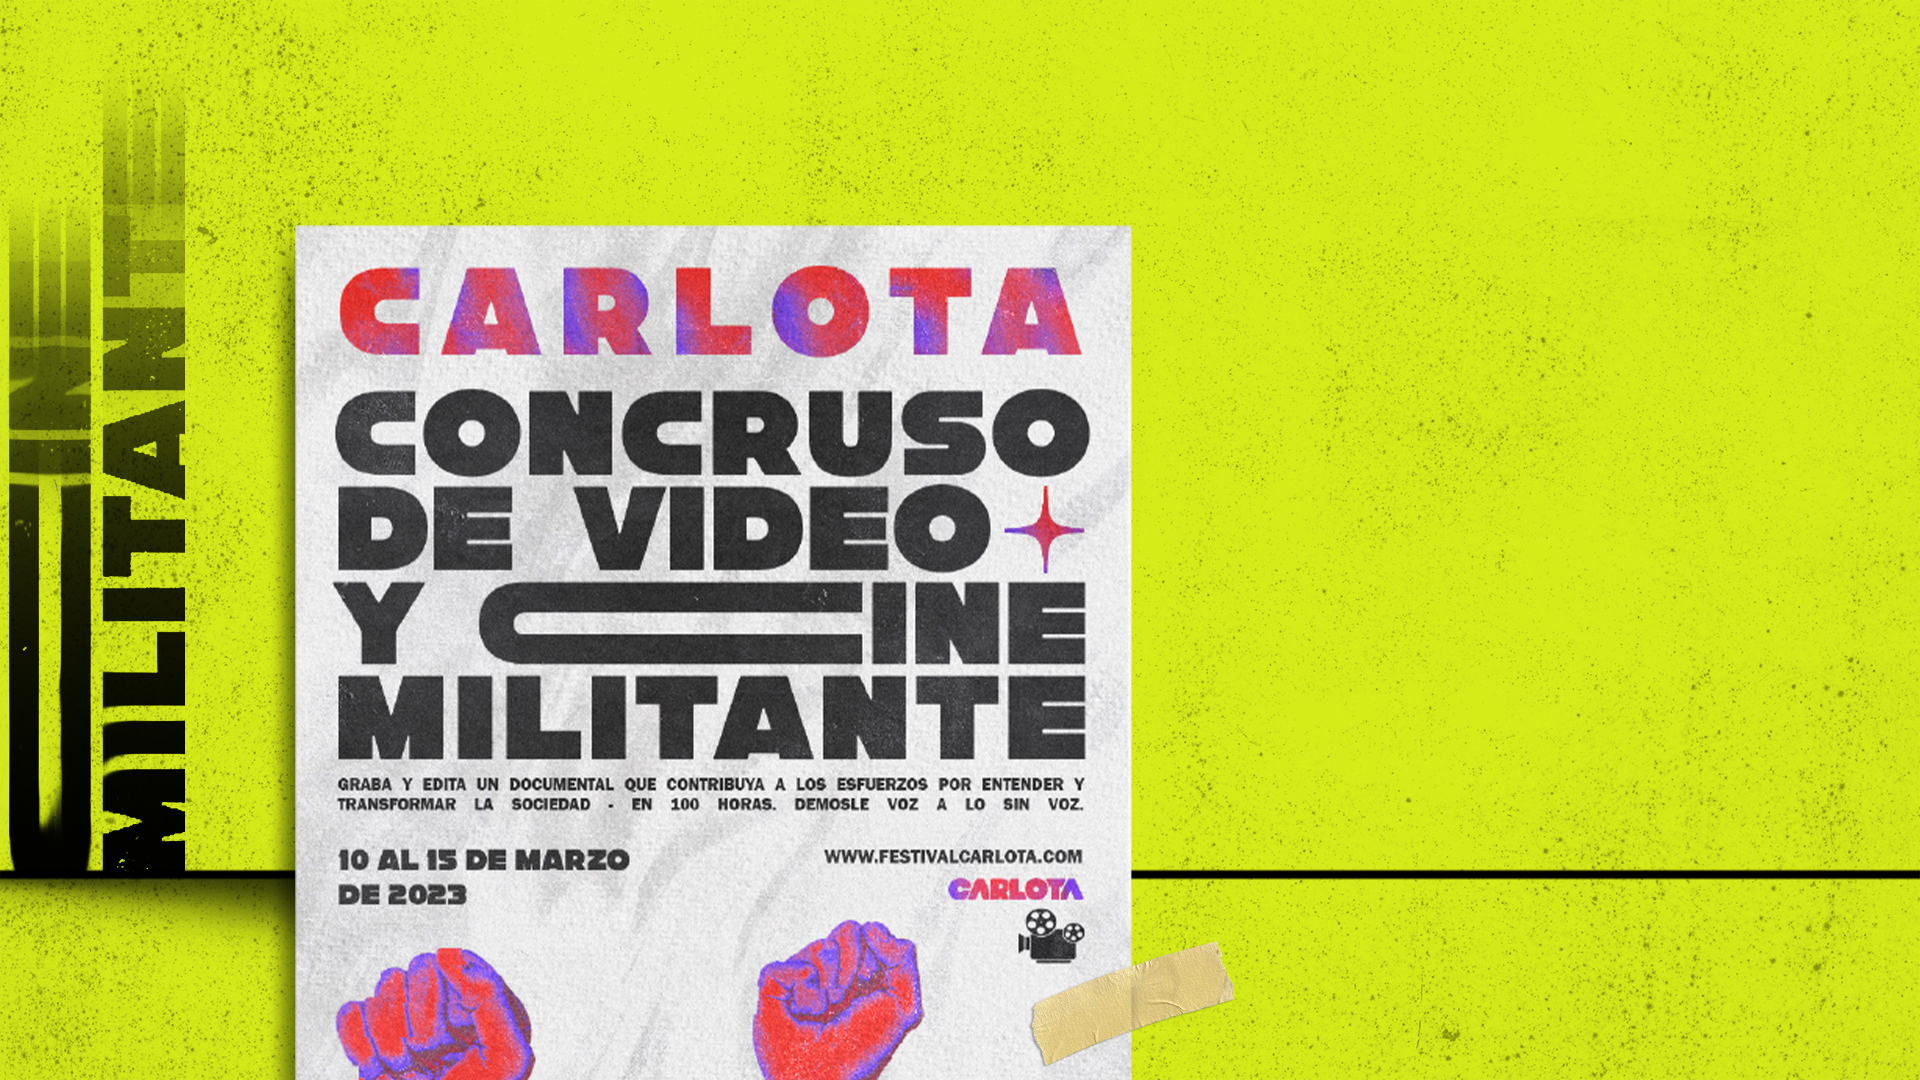 CARLOTA
CONCRUSO
DE VIDEO
Y CINE
MILITANTE
GRABA Y EDITA UN DOCUMENTAL QUE CONTRIBUYA A LOS ESFUERZOS POR ENTENDER Y
TRANSFORMAR LA SOCIEDAD - EN 100 HORAS. DEMOSLE VOZ A LO SIN VOZ.
10 AL 15 DE MARZO
DE 2023
WWW.FESTIVALCARLOTA.COM
CARLOTA
MILITANTE